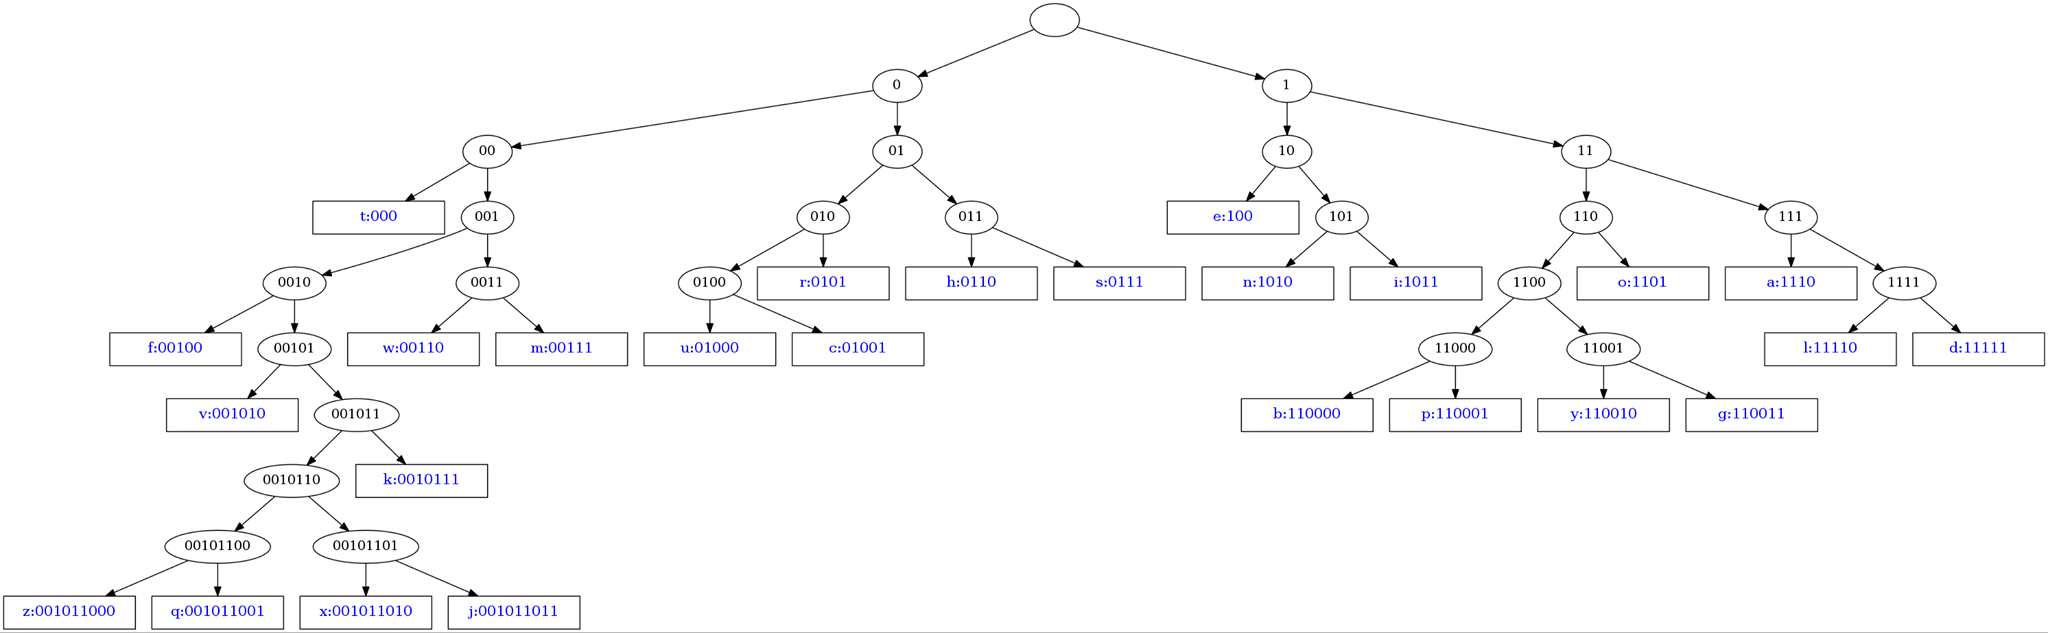 0 1
00 01 10 11
t:000 001 010 011 e:100 101 110 111
0010 0011 0100 r:0101 h:0110 s:0111 n:1010 i:1011 1100 o:1101 a:1110 1111
f:00100 00101 w:00110 m:00111 u:01000 c:01001 11000 11001 l:11110 d:11111
v:001010 001011 b:110000 p:110001 y:110010 g:110011
0010110 k:0010111
00101100 00101101
z:001011000 q:001011001 x:001011010 j:001011011